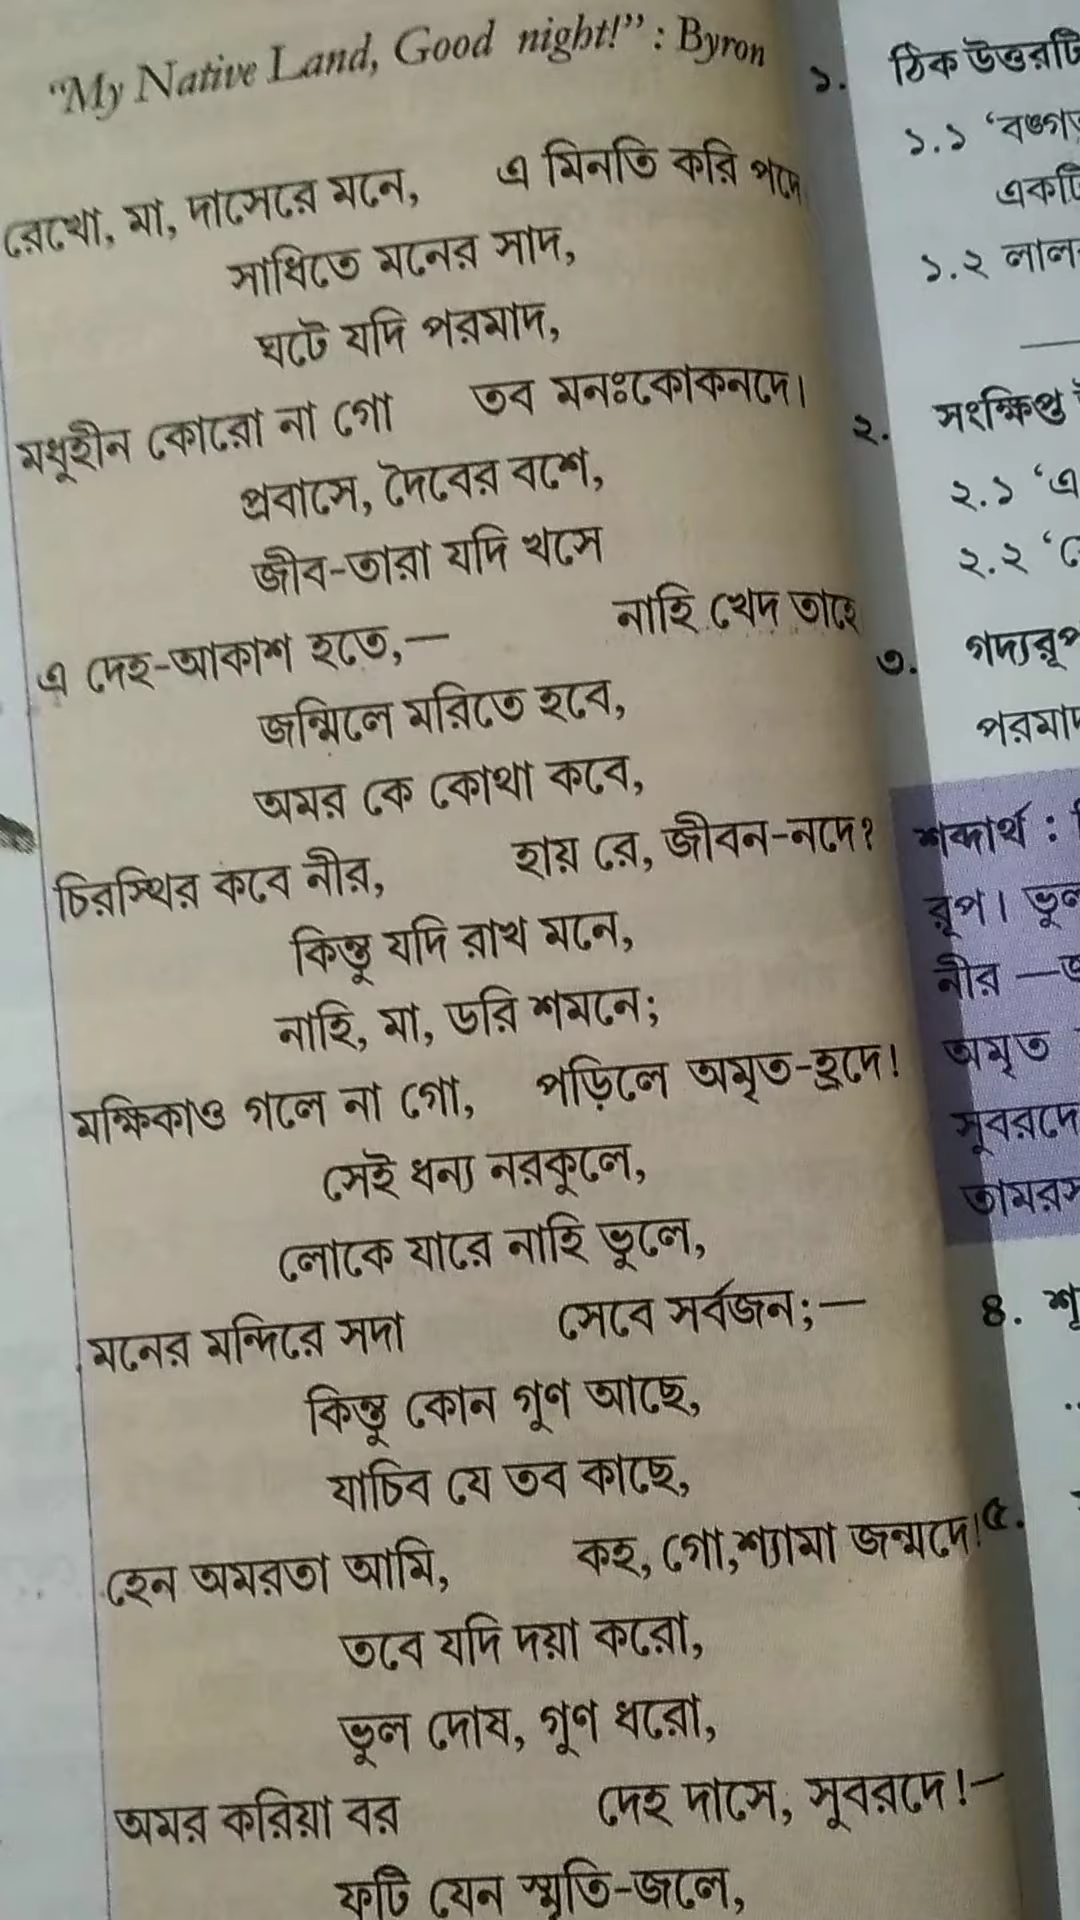 “My Native Land, Good night!” : Byron
রেখো, মা, দাসেরে মনে, এ মিনতি করি পদে
সাধিতে মনের সাদ,
ঘটে যদি পরমাদ,
মধুহীন কোরো না গো তব মনঃকোকনদে।
প্রবাসে, দৈবের বশে,
জীব-তারা যদি খসে
এ দেহ-আকাশ হতে,— নাহি খেদ তাহে
জন্মিলে মরিতে হবে,
অমর কে কোথা কবে,
চিরস্থির কবে নীর, হায় রে, জীবন-নদে?
কিন্তু যদি রাখ মনে,
নাহি, মা, ডরি শমনে;
মক্ষিকাও গলে না গো, পড়িলে অমৃত-হ্রদে!
সেই ধন্য নরকুলে,
লোকে যারে নাহি ভুলে,
মনের মন্দিরে সদা সেবে সর্বজন;—
কিন্তু কোন গুণ আছে,
যাচিব যে তব কাছে,
হেন অমরতা আমি, কহ, গো,শ্যামা জন্মদে।
তবে যদি দয়া করো,
ভুল দোষ, গুণ ধরো,
অমর করিয়া বর দেহ দাসে, সুবরদে!—
ফুটি যেন স্মৃতি-জলে,
১. ঠিক উত্তরটি
১.১ ‘বঙ্গ
একটি
১.২ লাল
২. সংক্ষিপ্ত
২.১ ‘এ
২.২ ‘
৩. গদ্যরূপ
পরমাদ
শব্দার্থ :
রূপ। ভুল
নীর —
অমৃত
সুবরদে
তামরস
৪. শূ
৫.